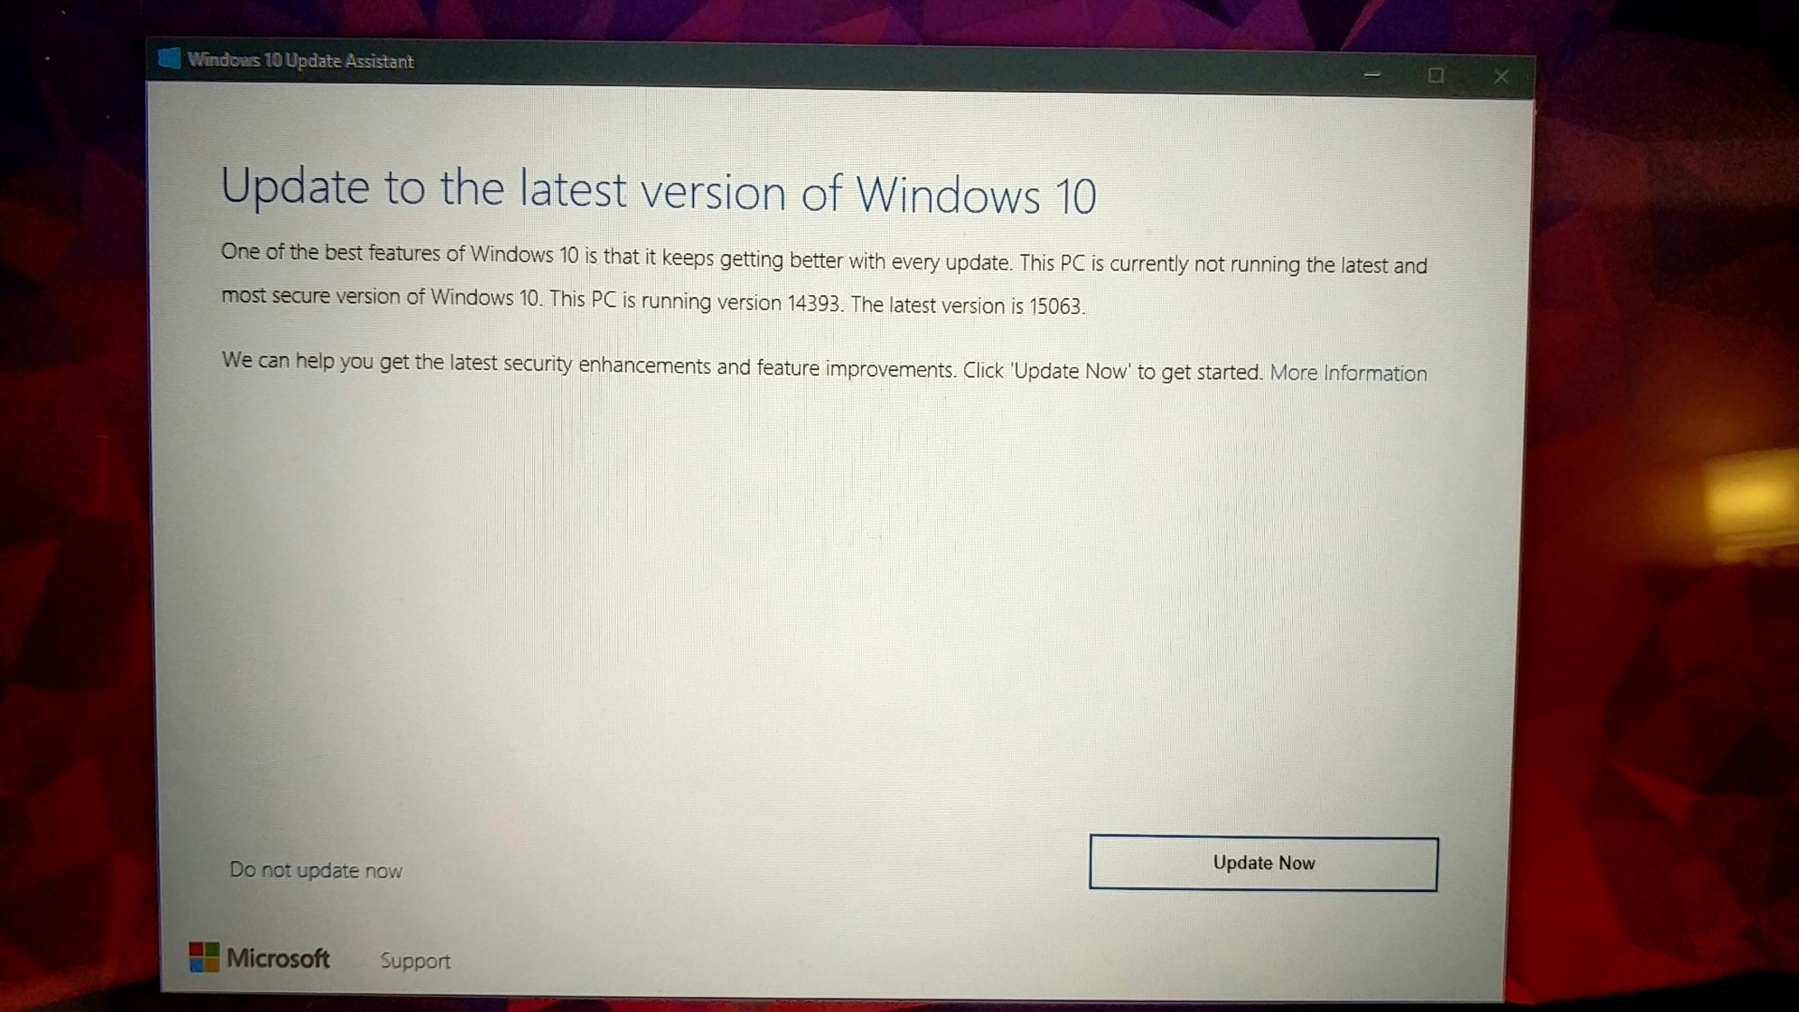 Windows 10 Update Assistant
Update to the latest version of Windows 10
One of the best features of Windows 10 is that it keeps getting better with every update. This PC is currently not running the latest and
most secure version of Windows 10. This PC is running version 14393. The latest version is 15063.
We can help you get the latest security enhancements and feature improvements. Click 'Update Now' to get started. More Information
Do not update now
Update Now
Microsoft
Support